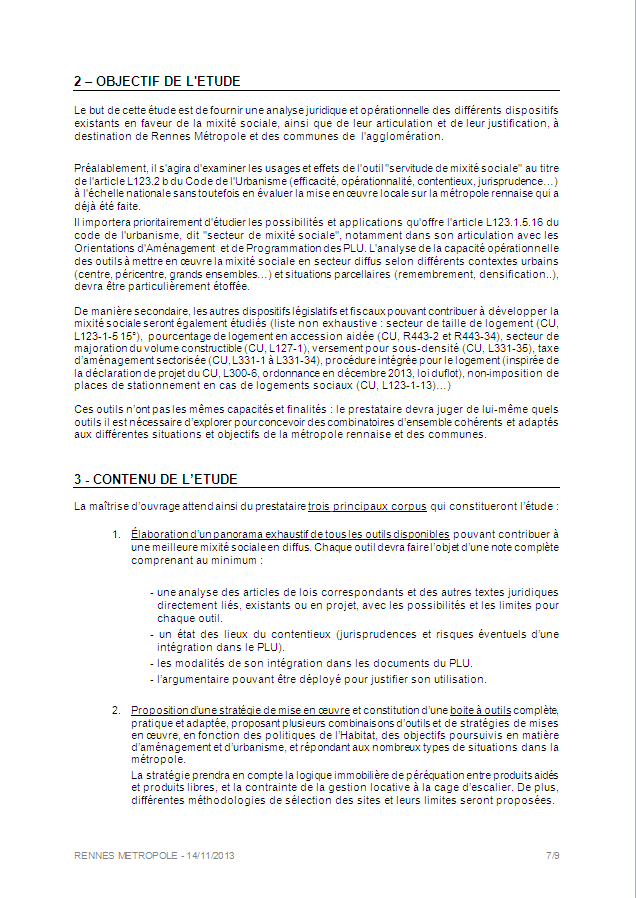 2 – OBJECTIF DE L'ETUDE
Le but de cette étude est de fournir une analyse juridique et opérationnelle des différents dispositifs
existants en faveur de la mixité sociale, ainsi que de leur articulation et de leur justification, à
destination de Rennes Métropole et des communes de l'agglomération.
Préalablement, il s'agira d'examiner les usages et effets de l'outil "servitude de mixité sociale" au titre
de l'article L123.2 b du Code de l'Urbanisme (efficacité, opérationnalité, contentieux, jurisprudence…)
à l'échelle nationale sans toutefois en évaluer la mise en œuvre locale sur la métropole rennaise qui a
déjà été faite.
Il importera prioritairement d'étudier les possibilités et applications qu'offre l'article L123.1.5.16 du
code de l'urbanisme, dit "secteur de mixité sociale", notamment dans son articulation avec les
Orientations d'Aménagement et de Programmation des PLU. L'analyse de la capacité opérationnelle
des outils à mettre en œuvre la mixité sociale en secteur diffus selon différents contextes urbains
(centre, péricentre, grands ensembles…) et situations parcellaires (remembrement, densification..),
devra être particulièrement étoffée.
De manière secondaire, les autres dispositifs législatifs et fiscaux pouvant contribuer à développer la
mixité sociale seront également étudiés (liste non exhaustive : secteur de taille de logement (CU,
L123-1-5 15°), pourcentage de logement en accession aidée (CU, R443-2 et R443-34), secteur de
majoration du volume constructible (CU, L127-1), versement pour sous-densité (CU, L331-35), taxe
d'aménagement sectorisée (CU,L331-1 à L331-34), procédure intégrée pour le logement (inspirée de
la déclaration de projet du CU, L300-6, ordonnance en décembre 2013, loi duflot), non-imposition de
places de stationnement en cas de logements sociaux (CU, L123-1-13)…)
Ces outils n'ont pas les mêmes capacités et finalités : le prestataire devra juger de lui-même quels
outils il est nécessaire d'explorer pour concevoir des combinatoires d'ensemble cohérents et adaptés
aux différentes situations et objectifs de la métropole rennaise et des communes.
3 - CONTENU DE L'ETUDE
La maîtrise d'ouvrage attend ainsi du prestataire trois principaux corpus qui constitueront l'étude :
1. Élaboration d'un panorama exhaustif de tous les outils disponibles pouvant contribuer à
une meilleure mixité sociale en diffus. Chaque outil devra faire l'objet d'une note complète
comprenant au minimum :
- une analyse des articles de lois correspondants et des autres textes juridiques
directement liés, existants ou en projet, avec les possibilités et les limites pour
chaque outil.
- un état des lieux du contentieux (jurisprudences et risques éventuels d'une
intégration dans le PLU).
- les modalités de son intégration dans les documents du PLU.
- l'argumentaire pouvant être déployé pour justifier son utilisation.
2. Proposition d'une stratégie de mise en œuvre et constitution d'une boite à outils complète,
pratique et adaptée, proposant plusieurs combinaisons d'outils et de stratégies de mises
en œuvre, en fonction des politiques de l'Habitat, des objectifs poursuivis en matière
d'aménagement et d'urbanisme, et répondant aux nombreux types de situations dans la
métropole.
La stratégie prendra en compte la logique immobilière de péréquation entre produits aidés
et produits libres, et la contrainte de la gestion locative à la cage d'escalier. De plus,
différentes méthodologies de sélection des sites et leurs limites seront proposées.
RENNES METROPOLE - 14/11/2013 7/9